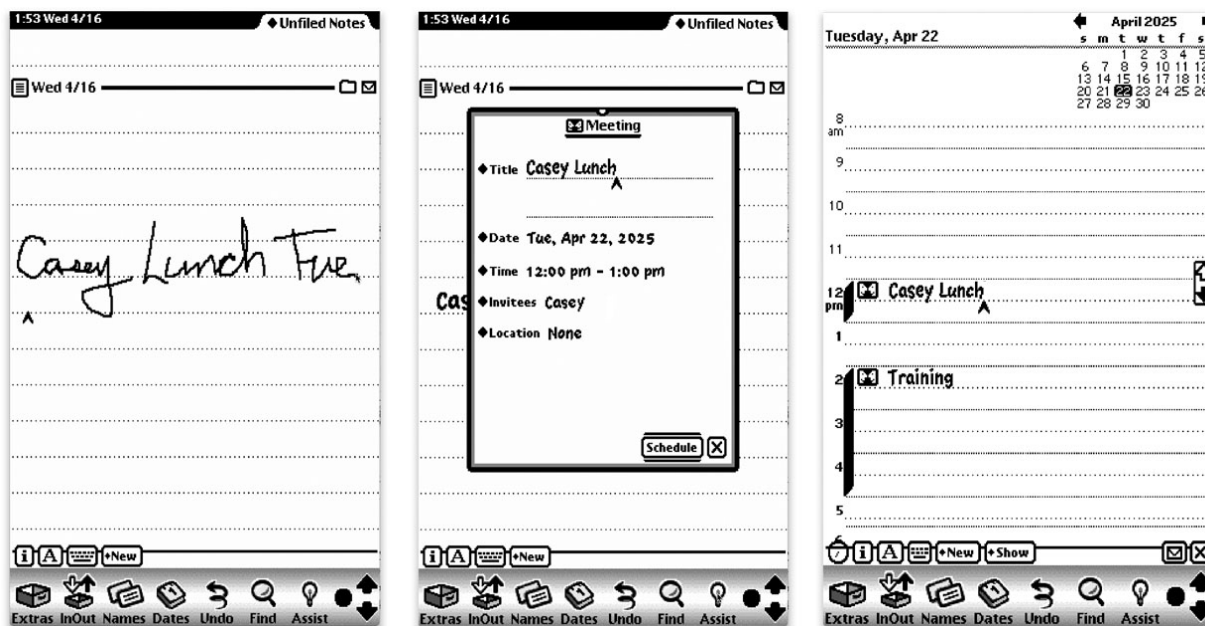 1:53 Wed 4/16
Unfiled Notes
Wed 4/16
Casey Lunch Tue
i A New
Extras InOut Names Dates Undo Find Assist
1:53 Wed 4/16
Unfiled Notes
Wed 4/16
Meeting
Title Casey Lunch
Date Tue, Apr 22, 2025
Time 12:00 pm - 1:00 pm
Cas
Invitees Casey
Location None
Schedule X
i A New
Extras InOut Names Dates Undo Find Assist
April 2025
Tuesday, Apr 22
s m t w t f s
1 2 3 4 5
6 7 8 9 10 11 12
13 14 15 16 17 18 19
20 21 22 23 24 25 26
27 28 29 30
8
am
9
10
11
12 Casey Lunch
pm
1
2 Training
3
4
5
6
i A New Show X
Extras InOut Names Dates Undo Find Assist